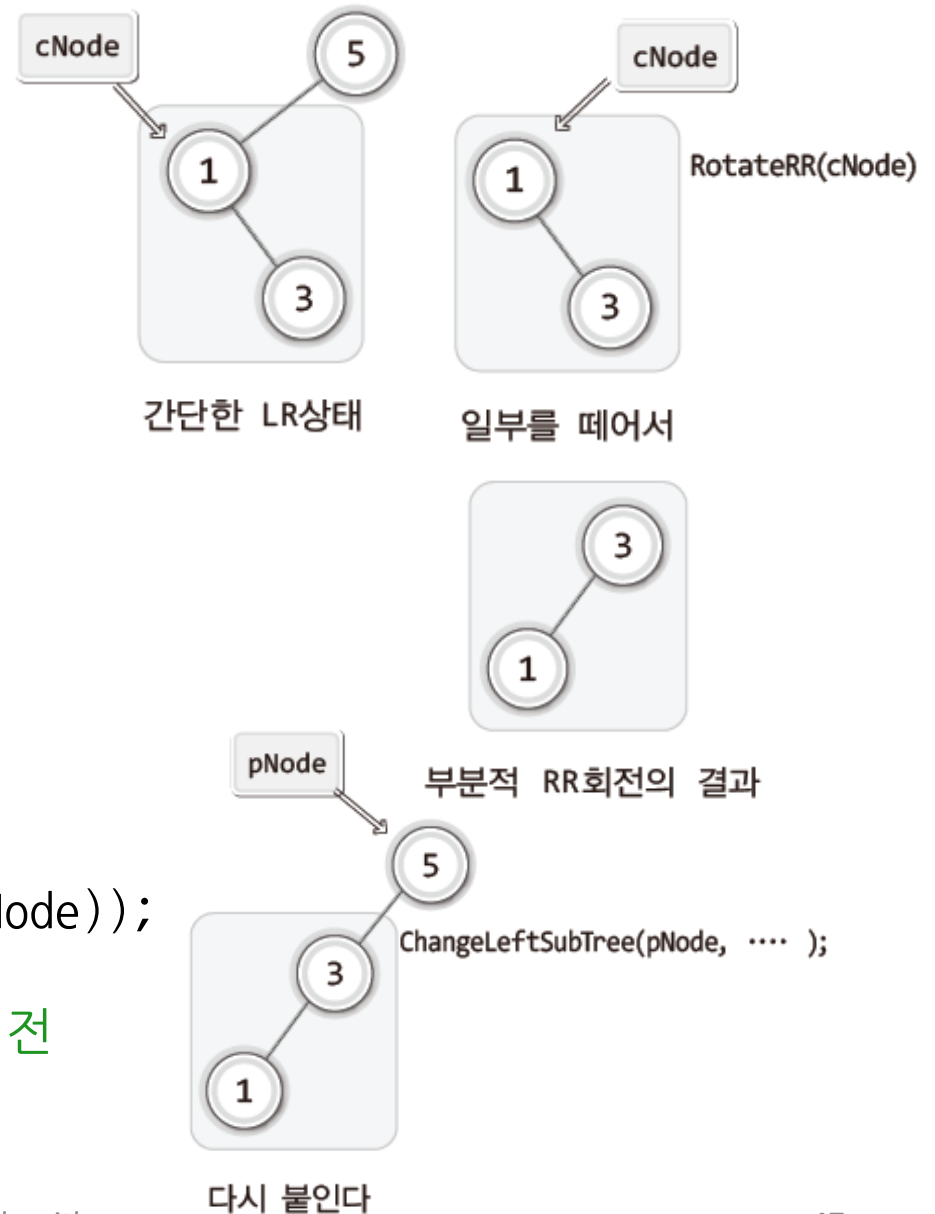 cNode
5
1
3
간단한 LR상태
cNode
1
3
RotateRR(cNode)
일부를 떼어서
3
1
부분적 RR회전의 결과
pNode
5
ode));
ChangeLeftSubTree(pNode, ···· );
3
전
1
다시 붙인다